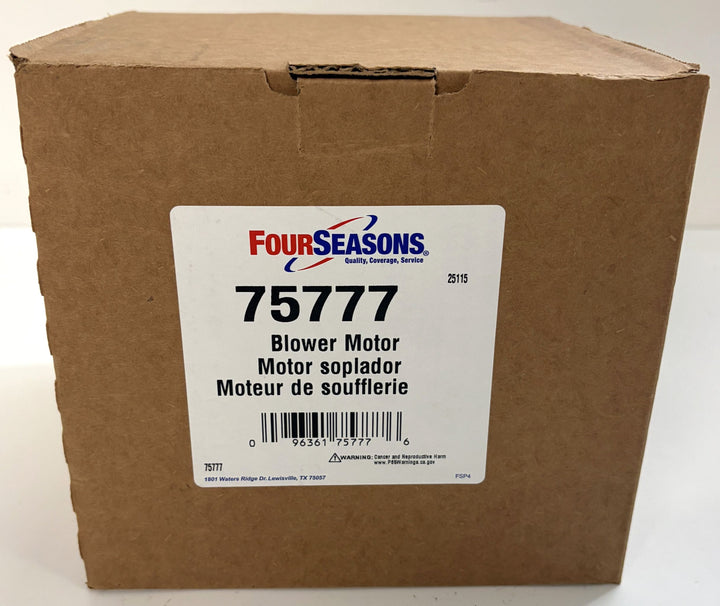 FOURSEASONS®
Quality, Coverage, Service
25115
75777
Blower Motor
Motor soplador
Moteur de soufflerie
0 96361 75777 6
⚠WARNING: Cancer and Reproductive Harm
www.P65Warnings.ca.gov
75777
1801 Waters Ridge Dr. Lewisville, TX 75057
FSP4